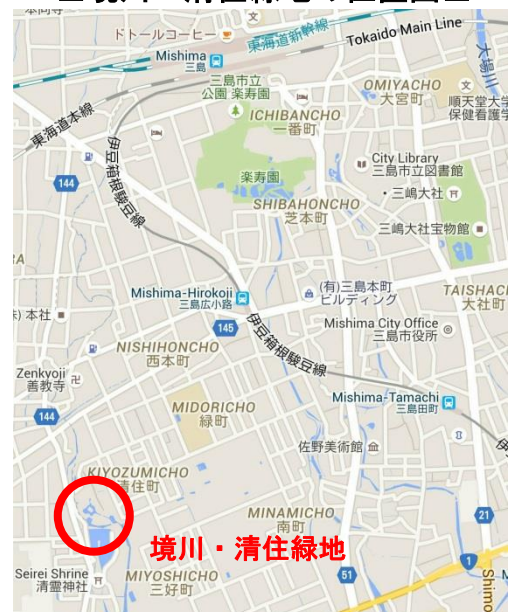 ドトールコーヒー
東海道新幹線
Tokaido Main Line
Mishima
三島
大場川
三島市立
公園 楽寿園
OMIYACHO
大宮町
順天堂大学
保健看護学
ICHIBANCHO
一番町
東海道本線
伊豆箱根駿豆線
City Library
三島市立図書館
144
楽寿園
三嶋大社
SHIBAHONCHO
芝本町
三嶋大社宝物館
RA
Mishima-Hirokoji
三島広小路
(有)三島本町
ビルディング
TAISHAC
大社町
) 本社
145
Mishima City Office
三島市役所
NISHIHONCHO
西本町
伊豆箱根駿豆線
Zenkyoji
善教寺
Mishima-Tamachi
三島田町
MIDORICHO
緑町
144
佐野美術館
KIYOZUMICHO
清住町
MINAMICHO
南町
21
境川・清住緑地
1
Seirei Shrine
清霊神社
MIYOSHICHO
三好町
51
Shim